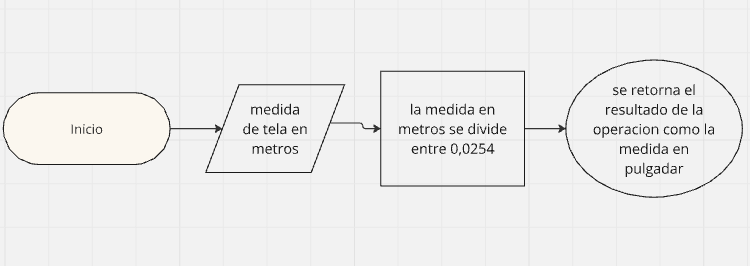 Inicio
medida
de tela en
metros
la medida en
metros se divide
entre 0,0254
se retorna el
resultado de la
operacion como la
medida en
pulgadar